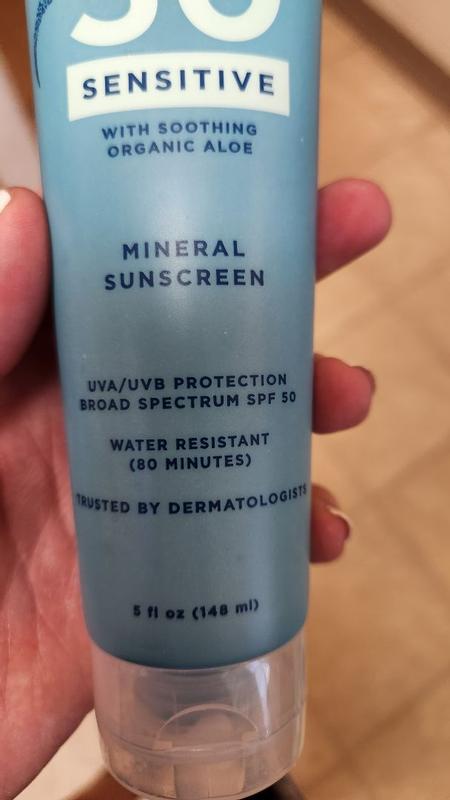 50
SENSITIVE
WITH SOOTHING
ORGANIC ALOE
MINERAL
SUNSCREEN
UVA/UVB PROTECTION
BROAD SPECTRUM SPF 50
WATER RESISTANT
(80 MINUTES)
TRUSTED BY DERMATOLOGISTS
5 fl oz (148 ml)